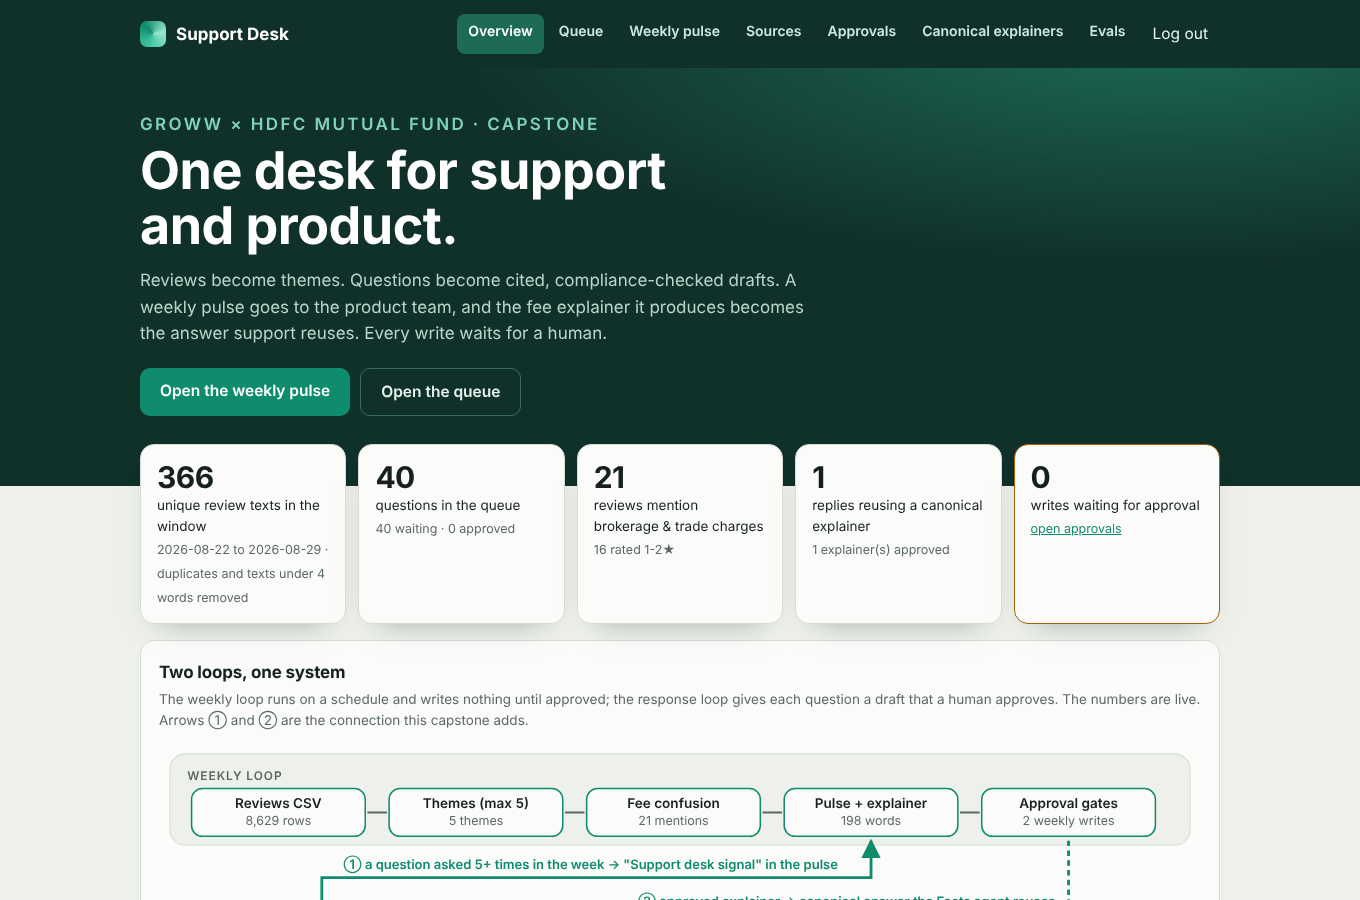 Support Desk
Overview
Queue
Weekly pulse
Sources
Approvals
Canonical explainers
Evals
Log out
GROWW × HDFC MUTUAL FUND · CAPSTONE
One desk for support
and product.
Reviews become themes. Questions become cited, compliance-checked drafts. A
weekly pulse goes to the product team, and the fee explainer it produces becomes
the answer support reuses. Every write waits for a human.
Open the weekly pulse
Open the queue
366
unique review texts in the
window
2026-08-22 to 2026-08-29 ·
duplicates and texts under 4
words removed
40
questions in the queue
40 waiting · 0 approved
21
reviews mention
brokerage & trade charges
16 rated 1-2★
1
replies reusing a canonical
explainer
1 explainer(s) approved
0
writes waiting for approval
open approvals
Two loops, one system
The weekly loop runs on a schedule and writes nothing until approved; the response loop gives each question a draft that a human approves. The numbers are live.
Arrows ① and ② are the connection this capstone adds.
WEEKLY LOOP
Reviews CSV
8,629 rows
Themes (max 5)
5 themes
Fee confusion
21 mentions
Pulse + explainer
198 words
Approval gates
2 weekly writes
① a question asked 5+ times in the week → "Support desk signal" in the pulse